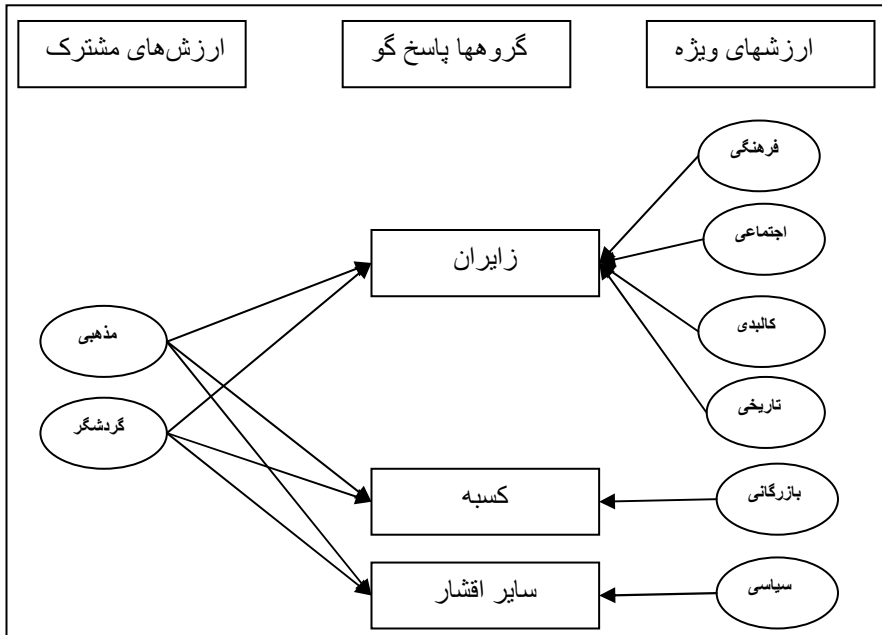 ارزشهای ویژه
گروهها پاسخ گو
ارزش‌های مشترک
فرهنگی
اجتماعی
زایران
کالبدی
مذهبی
تاریخی
گردشگر
بازرگانی
کسبه
سیاسی
سایر اقشار